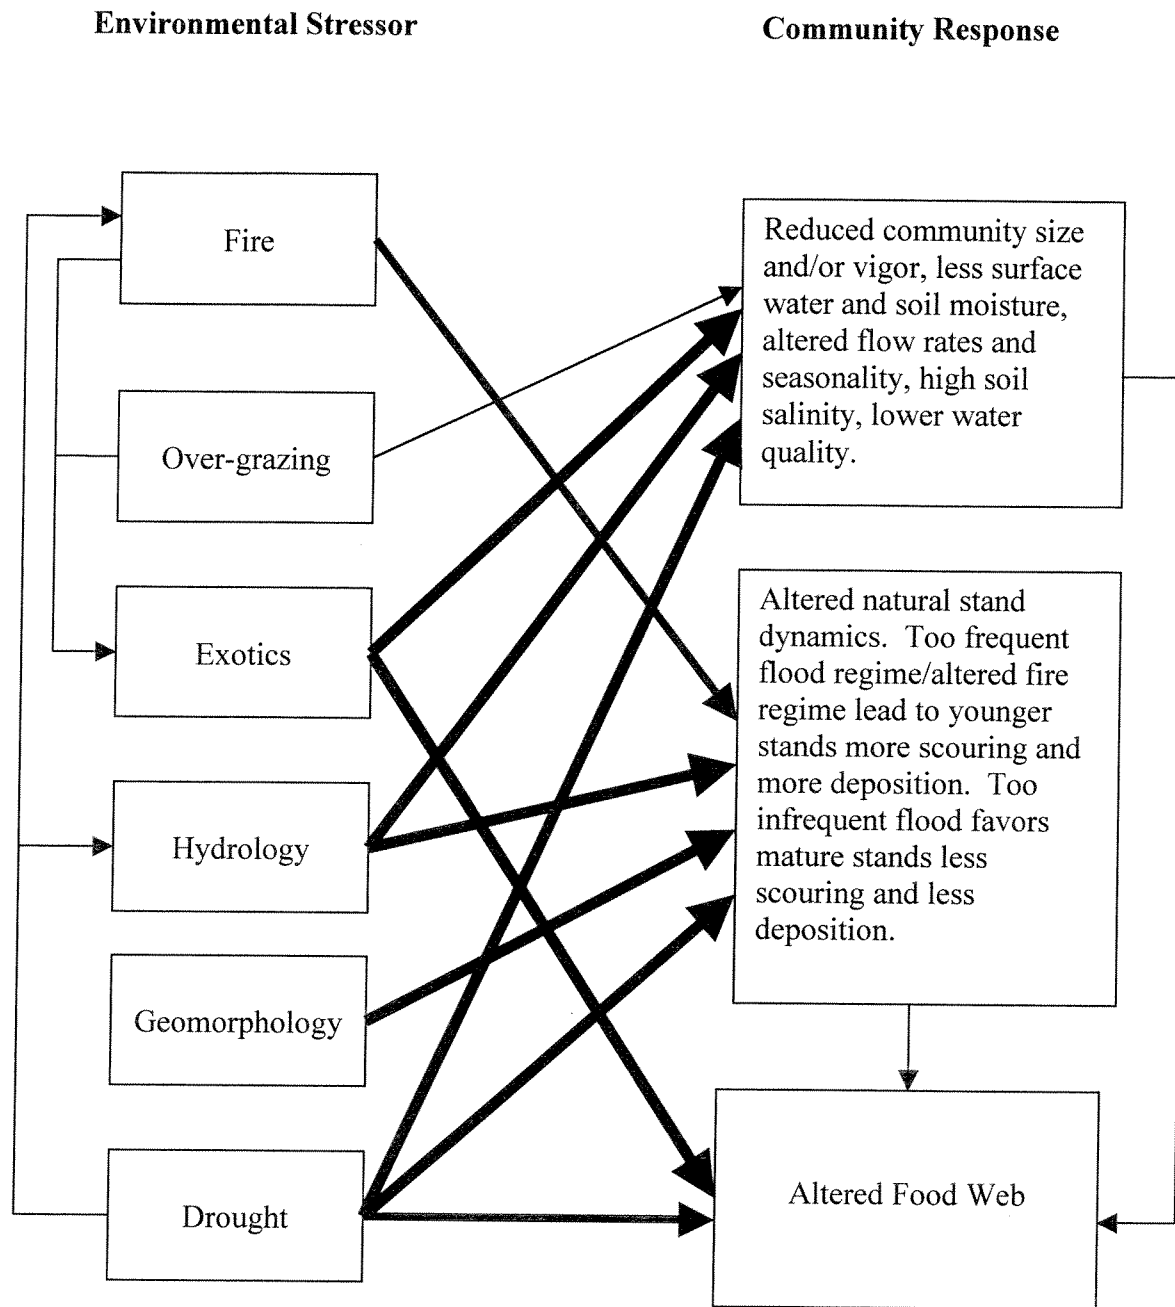 Environmental Stressor
Community Response
Fire
Over-grazing
Exotics
Hydrology
Geomorphology
Drought
Reduced community size
and/or vigor, less surface
water and soil moisture,
altered flow rates and
seasonality, high soil
salinity, lower water
quality.
Altered natural stand
dynamics.  Too frequent
flood regime/altered fire
regime lead to younger
stands more scouring and
more deposition.  Too
infrequent flood favors
mature stands less
scouring and less
deposition.
Altered Food Web